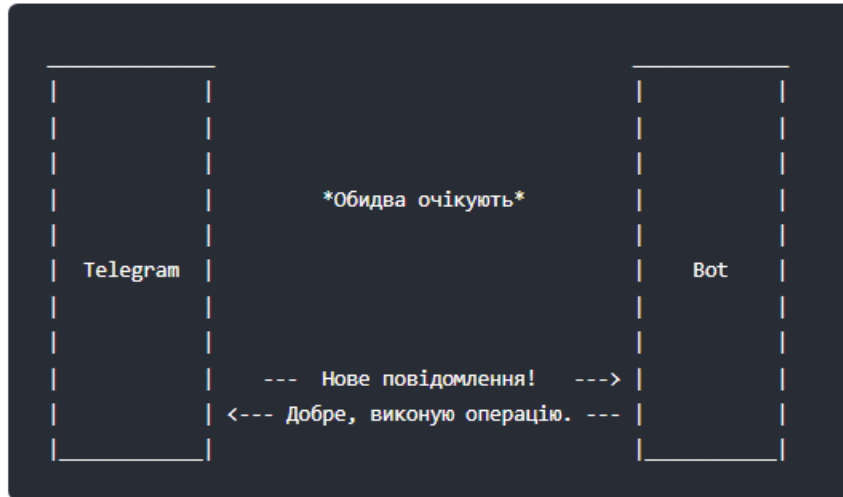 *Обидва очікують*
Telegram Bot
--- Нове повідомлення! --->
<--- Добре, виконую операцію. ---